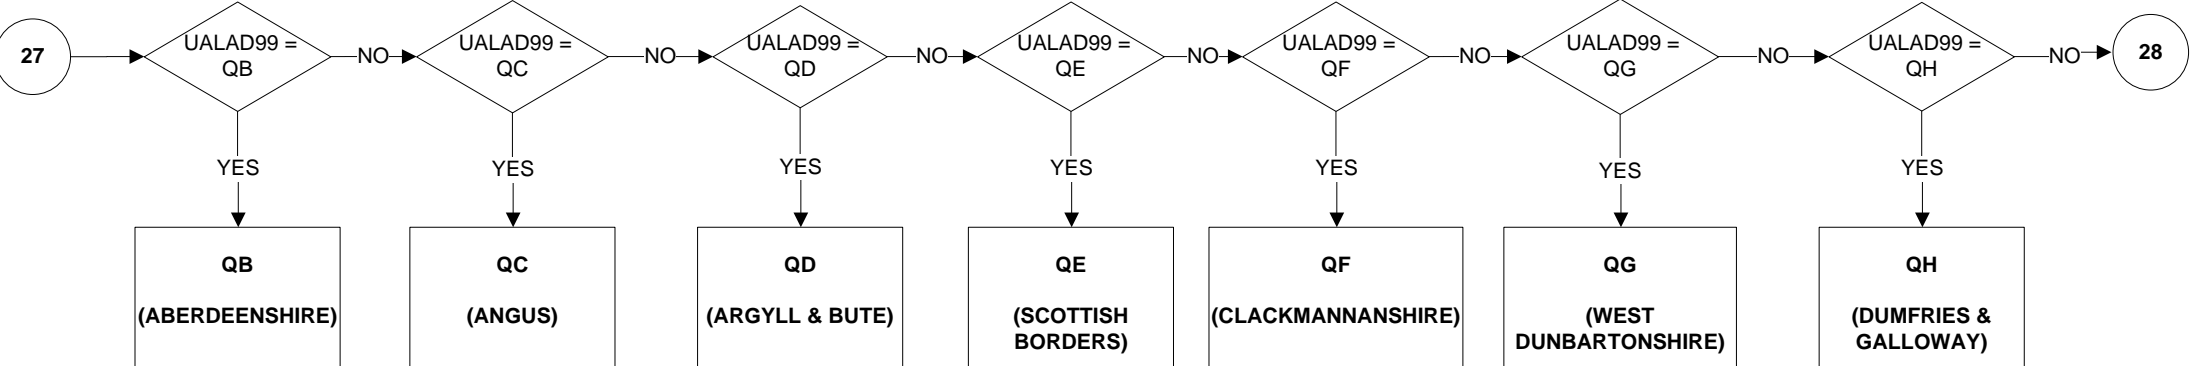 27
UALAD99 =
QB
NO
UALAD99 =
QC
NO
UALAD99 =
QD
NO
UALAD99 =
QE
NO
UALAD99 =
QF
NO
UALAD99 =
QG
NO
UALAD99 =
QH
NO
28
YES
YES
YES
YES
YES
YES
YES
QB
(ABERDEENSHIRE)
QC
(ANGUS)
QD
(ARGYLL & BUTE)
QE
(SCOTTISH
BORDERS)
QF
(CLACKMANNANSHIRE)
QG
(WEST
DUNBARTONSHIRE)
QH
(DUMFRIES &
GALLOWAY)